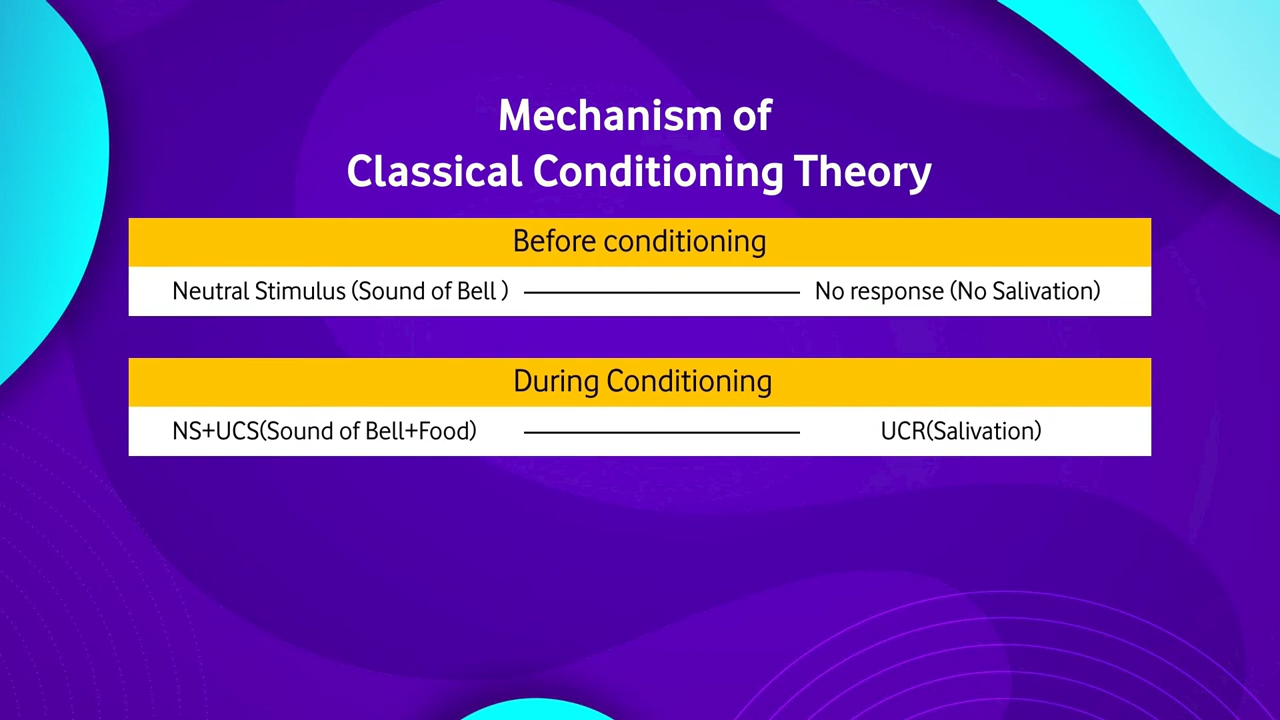 Mechanism of
Classical Conditioning Theory
Before conditioning
Neutral Stimulus (Sound of Bell ) No response (No Salivation)
During Conditioning
NS+UCS(Sound of Bell+Food) UCR(Salivation)